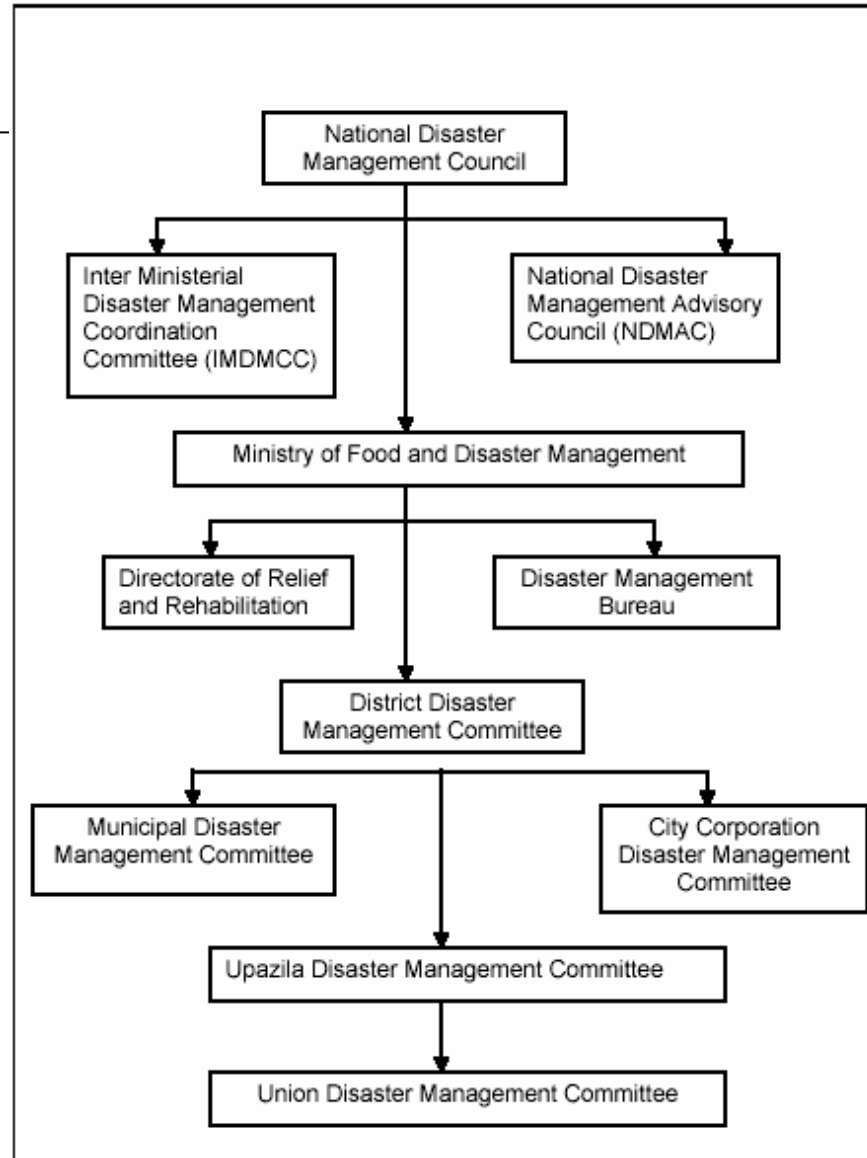 National Disaster
Management Council
Inter Ministerial
Disaster Management
Coordination
Committee (IMDMCC)
National Disaster
Management Advisory
Council (NDMAC)
Ministry of Food and Disaster Management
Directorate of Relief
and Rehabilitation
Disaster Management
Bureau
District Disaster
Management Committee
Municipal Disaster
Management Committee
City Corporation
Disaster Management
Committee
Upazila Disaster Management Committee
Union Disaster Management Committee